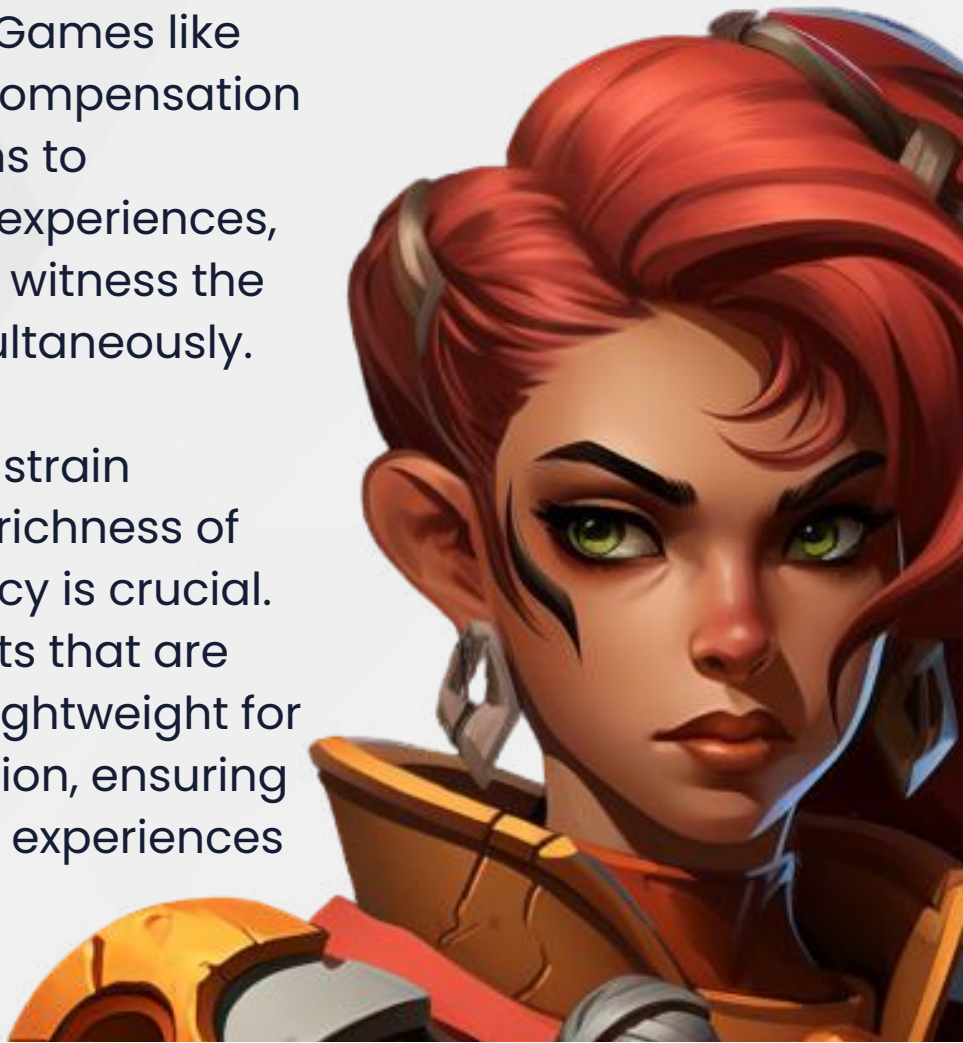 Games like
ompensation
ns to
experiences,
witness the
ultaneously.
strain
richness of
cy is crucial.
ts that are
ghtweight for
ion, ensuring
experiences